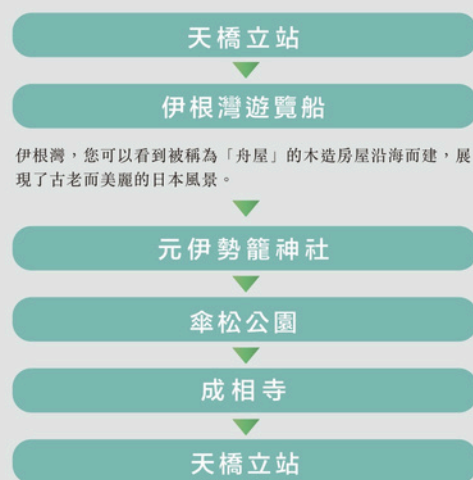 天橋立站
伊根灣遊覽船
伊根灣，您可以看到被稱為「舟屋」的木造房屋沿海而建，展
現了古老而美麗的日本風景。
元伊勢籠神社
傘松公園
成相寺
天橋立站